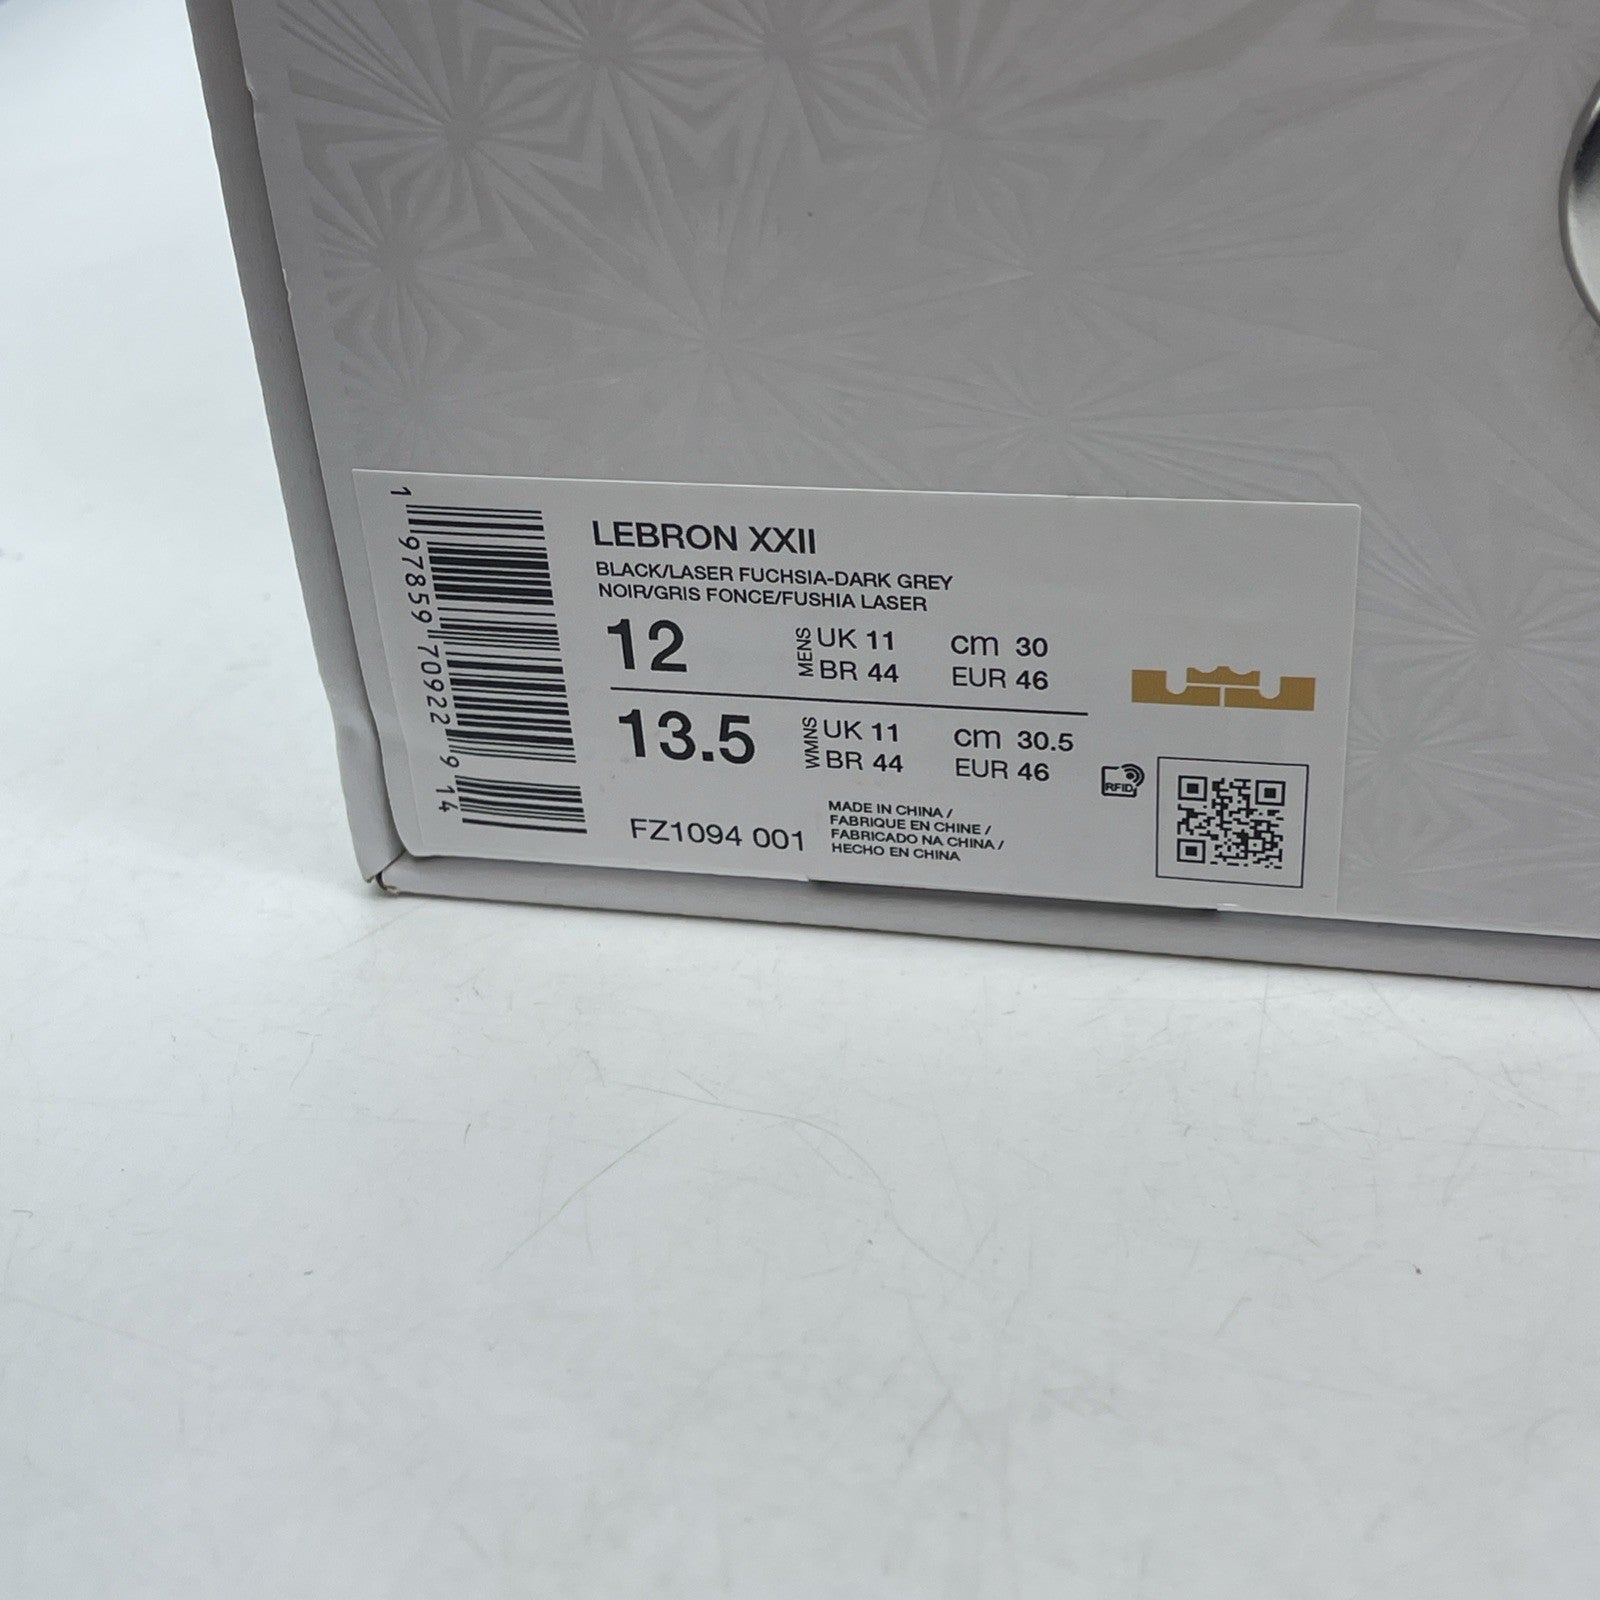 LEBRON XXII
BLACK/LASER FUCHSIA-DARK GREY
NOIR/GRIS FONCE/FUSHIA LASER
12 MENS UK 11 cm 30
BR 44 EUR 46
13.5 WMNS UK 11 cm 30.5
BR 44 EUR 46
RFID
FZ1094 001
MADE IN CHINA /
FABRIQUE EN CHINE /
FABRICADO NA CHINA /
HECHO EN CHINA
1 97859 70922 9 14